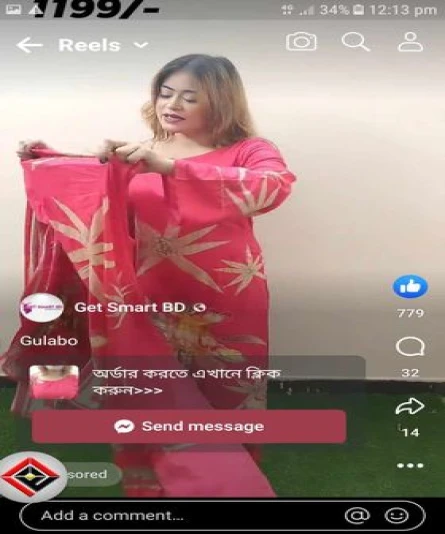 1199/-
34% 12:13 pm
Reels
Get Smart BD
Gulabo
অর্ডার করতে এখানে ক্লিক
করুন>>>
Send message
sored
Add a comment...
779
32
14